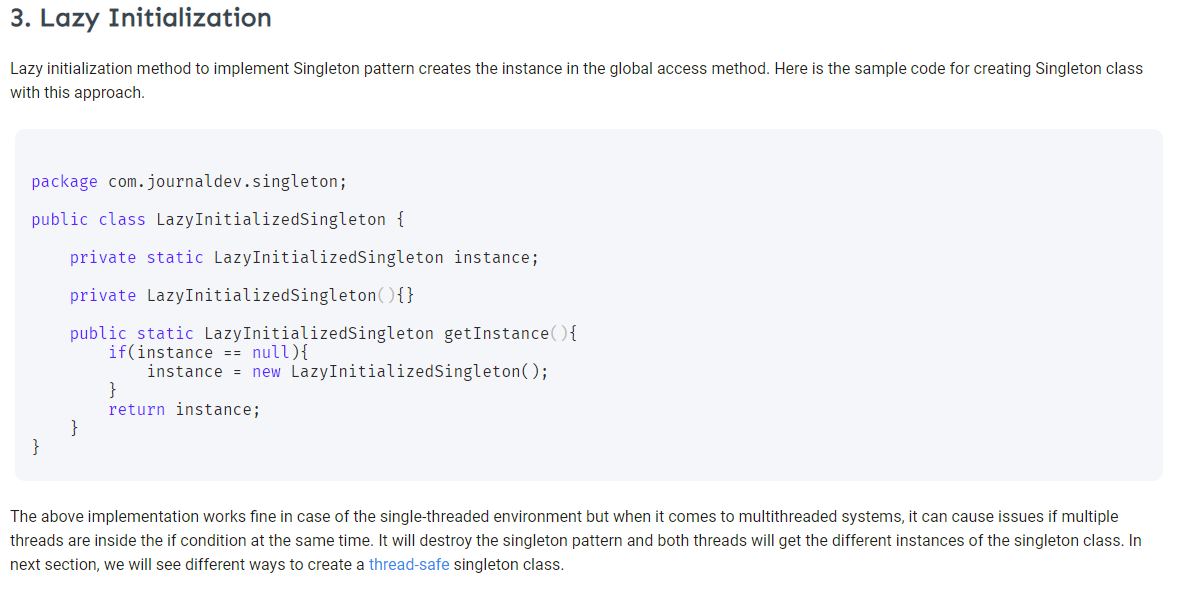 3. Lazy Initialization
Lazy initialization method to implement Singleton pattern creates the instance in the global access method. Here is the sample code for creating Singleton class
with this approach.
package com.journaldev.singleton;
public class LazyInitializedSingleton {
    private static LazyInitializedSingleton instance;
    private LazyInitializedSingleton(){}
    public static LazyInitializedSingleton getInstance(){
        if(instance == null){
            instance = new LazyInitializedSingleton();
        }
        return instance;
    }
}
The above implementation works fine in case of the single-threaded environment but when it comes to multithreaded systems, it can cause issues if multiple
threads are inside the if condition at the same time. It will destroy the singleton pattern and both threads will get the different instances of the singleton class. In
next section, we will see different ways to create a thread-safe singleton class.